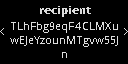 recipient
TLhFbg9eqF4CLMXu
wEJeYzounMTgvw55J
n